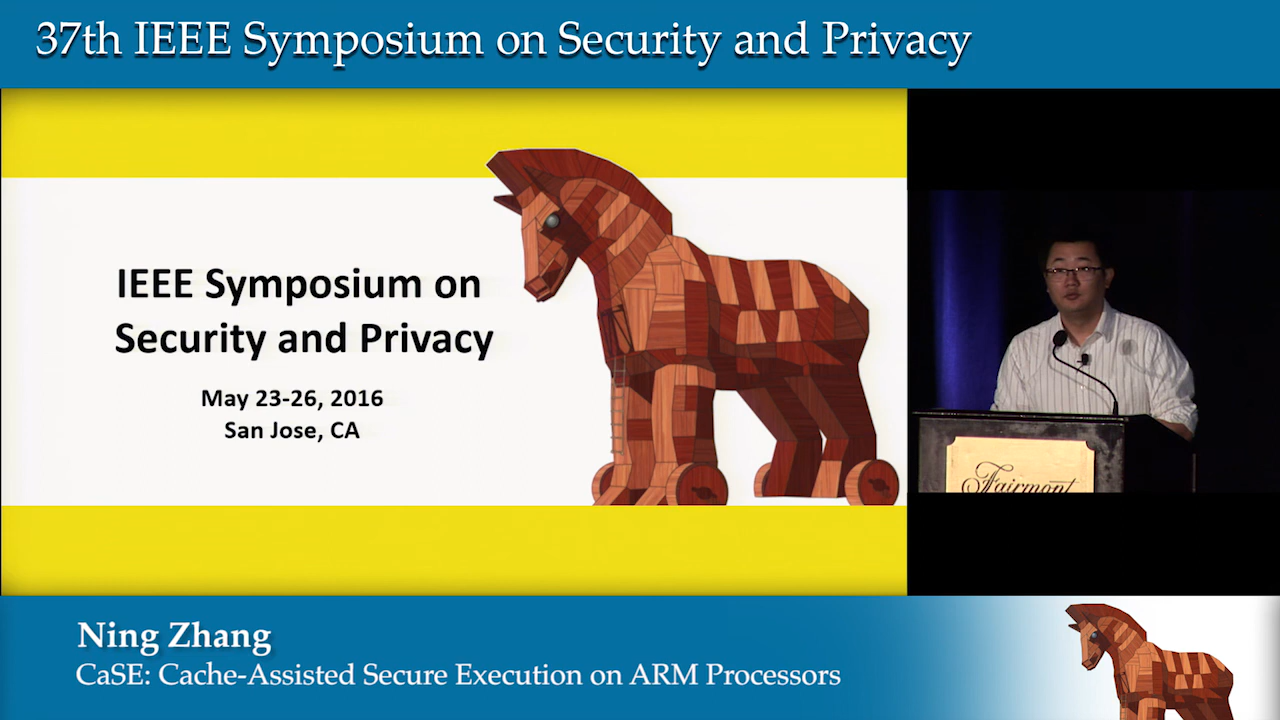 37th IEEE Symposium on Security and Privacy
IEEE Symposium on
Security and Privacy
May 23-26, 2016
San Jose, CA
Fairmont
Ning Zhang
CaSE: Cache-Assisted Secure Execution on ARM Processors